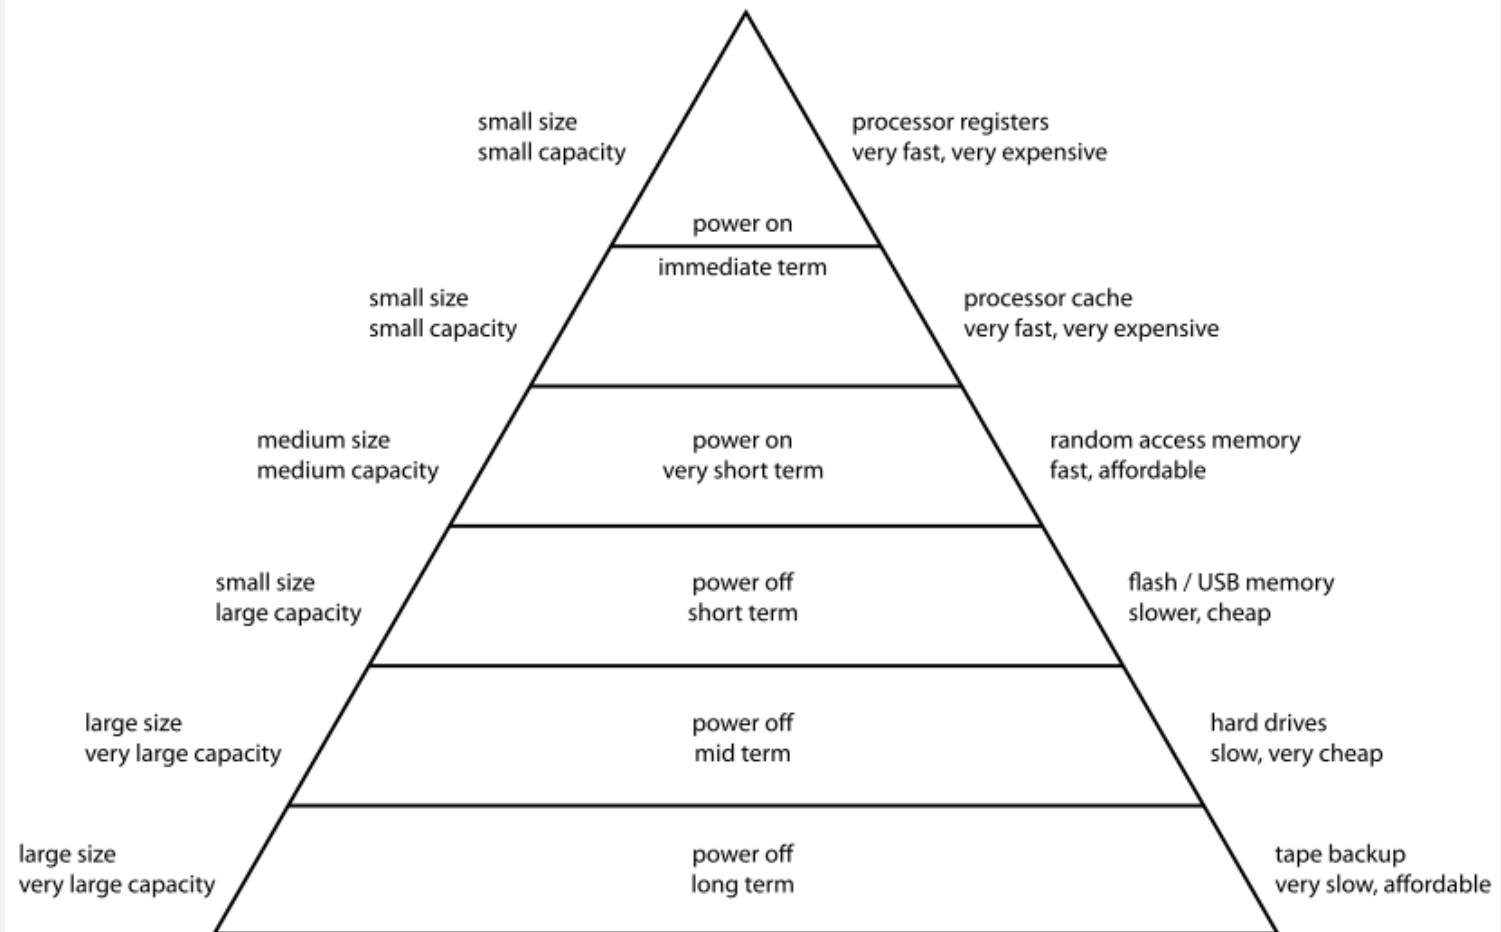 small size
small capacity
processor registers
very fast, very expensive
power on
immediate term
small size
small capacity
processor cache
very fast, very expensive
medium size
medium capacity
power on
very short term
random access memory
fast, affordable
small size
large capacity
power off
short term
flash / USB memory
slower, cheap
large size
very large capacity
power off
mid term
hard drives
slow, very cheap
large size
very large capacity
power off
long term
tape backup
very slow, affordable